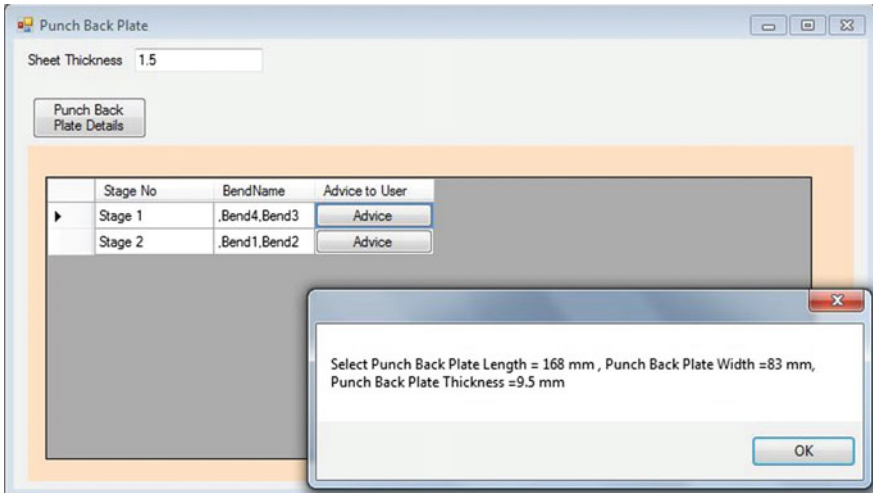 Punch Back Plate
Sheet Thickness 1.5
Punch Back
Plate Details
Stage No BendName Advice to User
Stage 1 ,Bend4,Bend3 Advice
Stage 2 ,Bend1,Bend2 Advice
Select Punch Back Plate Length = 168 mm , Punch Back Plate Width =83 mm,
Punch Back Plate Thickness =9.5 mm
OK